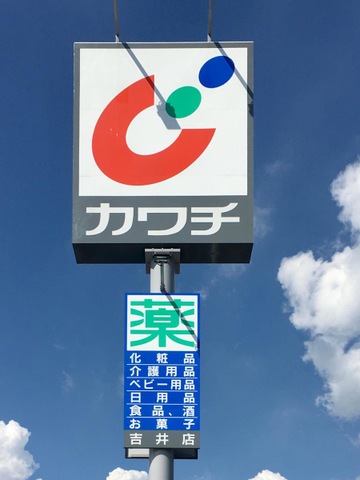 カワチ
薬
化粧品
介護用品
ベビー用品
日用品
食品、酒
お菓子
吉井店